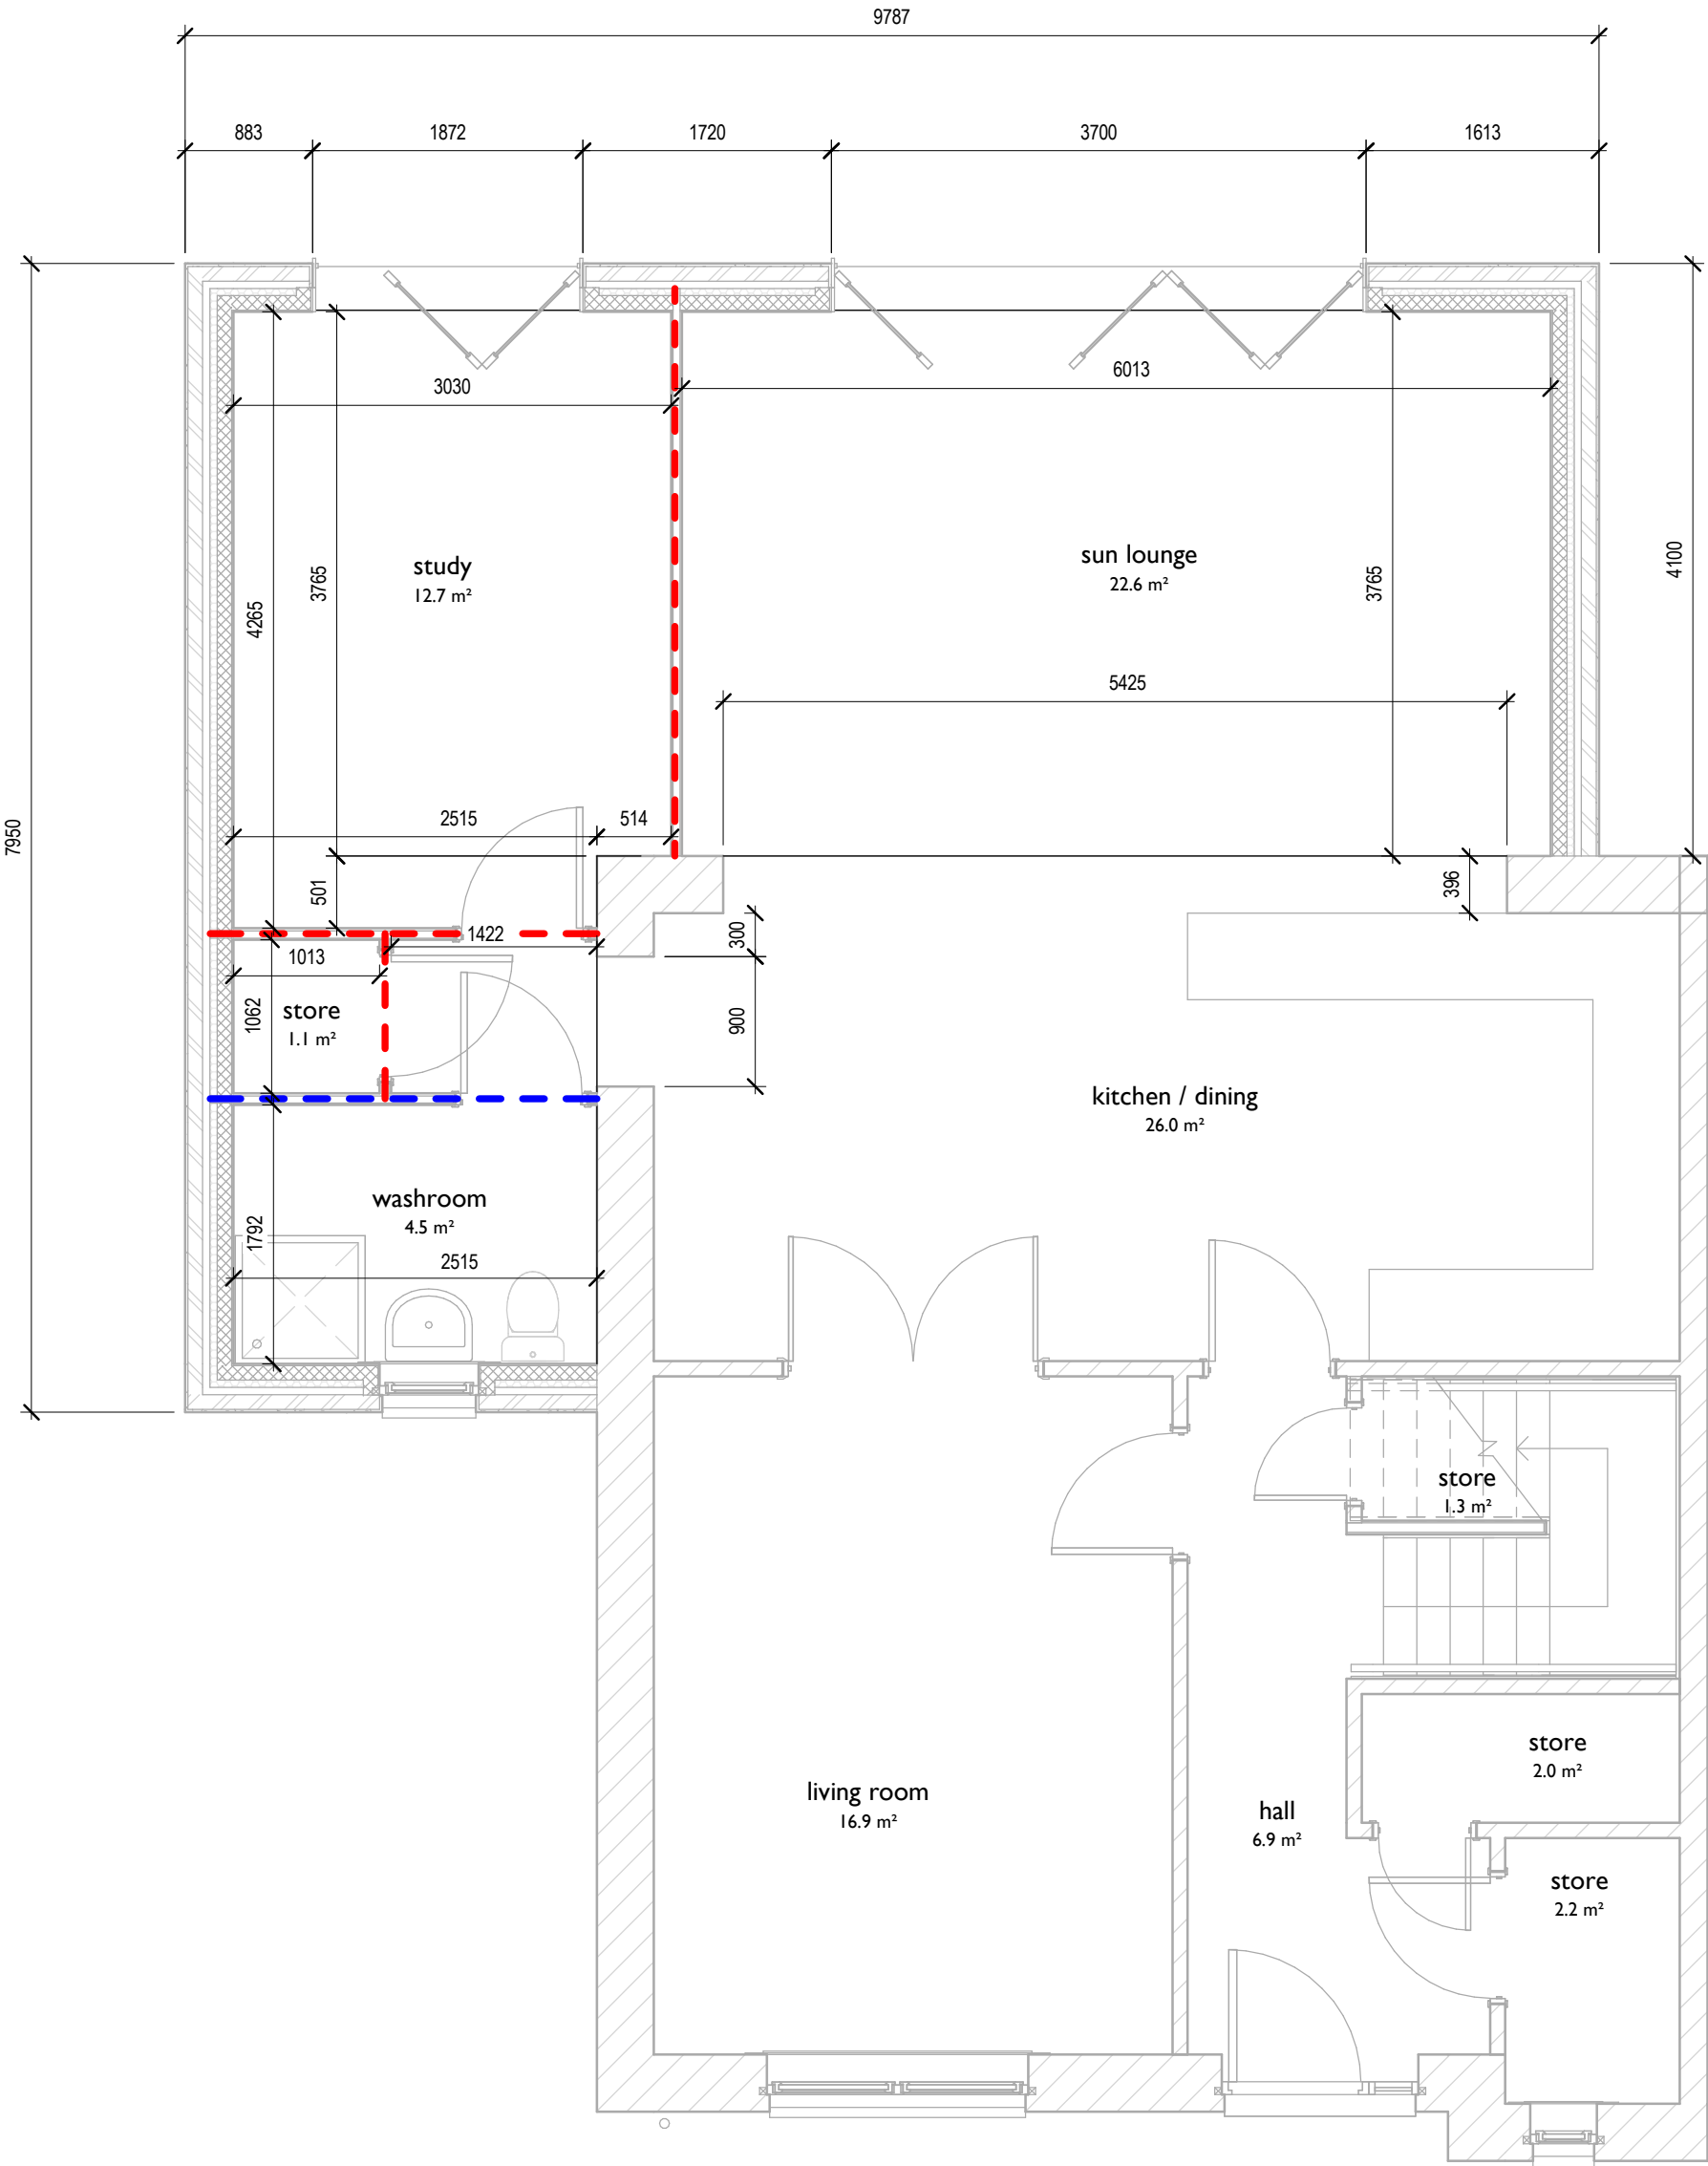 9787
883
1872
1720
3700
1613
3030
6013
study
12.7 m²
sun lounge
22.6 m²
4265
3765
3765
4100
5425
7950
2515
514
501
396
1422
300
1013
store
1.1 m²
1062
900
kitchen / dining
26.0 m²
washroom
4.5 m²
1792
2515
store
1.3 m²
store
2.0 m²
living room
16.9 m²
hall
6.9 m²
store
2.2 m²